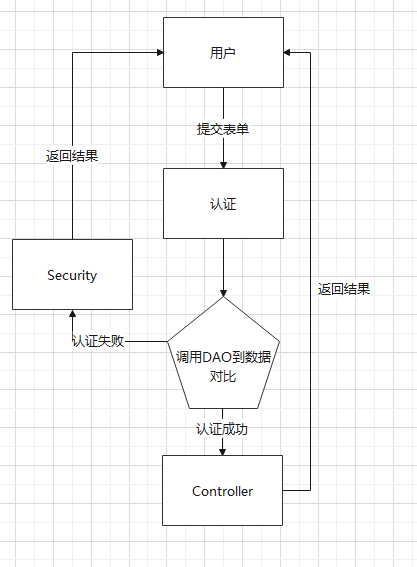 用户
提交表单
返回结果
认证
Security
返回结果
认证失败
调用DAO到数据
对比
认证成功
Controller